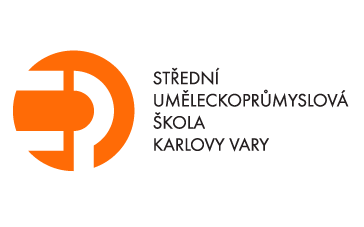 STŘEDNÍ
UMĚLECKOPRŮMYSLOVÁ
ŠKOLA
KARLOVY VARY